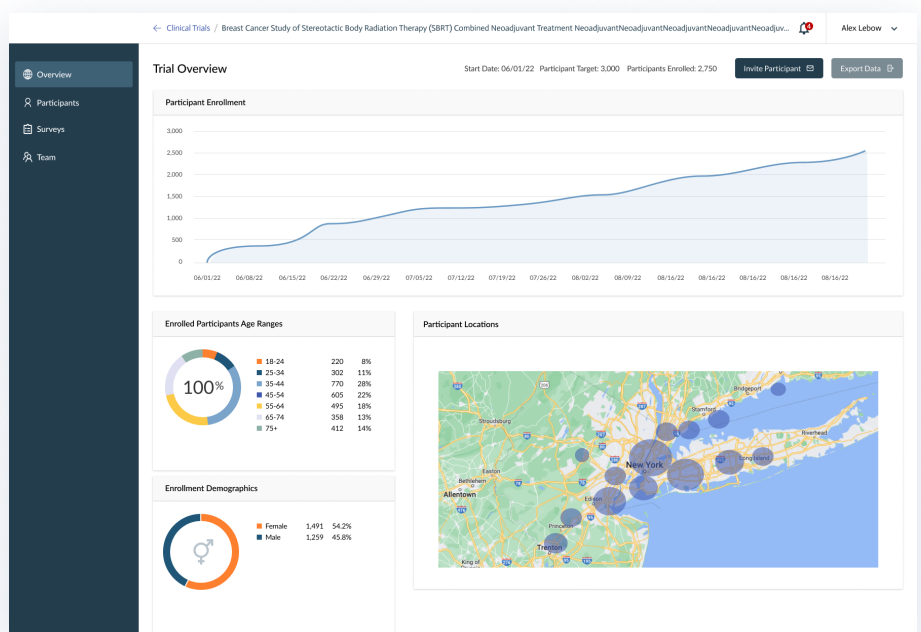 ← Clinical Trials / Breast Cancer Study of Stereotactic Body Radiation Therapy (SBRT) Combined Neoadjuvant Treatment NeoadjuvantNeoadjuvantNeoadjuvantNeoadjuvantNeoadjuvantNeoadjuv... 4 Alex Lebow
Overview
Participants
Surveys
Team
Trial Overview
Start Date: 06/01/22 Participant Target: 3,000 Participants Enrolled: 2,750 Invite Participant Export Data
Participant Enrollment
3,000
2,500
2,000
1,500
1,000
500
0
06/01/22 06/08/22 06/15/22 06/22/22 06/29/22 07/05/22 07/12/22 07/19/22 07/26/22 08/02/22 08/09/22 08/16/22 08/16/22 08/16/22 08/16/22 08/16/22
Enrolled Participants Age Ranges
100%
18-24 220 8%
25-34 302 11%
35-44 770 28%
45-54 605 22%
55-64 495 18%
65-74 358 13%
75+ 412 14%
Enrollment Demographics
Female 1,491 54.2%
Male 1,259 45.8%
Participant Locations
Bridgeport
Stamford
Stroudsburg
Riverhead
Long Island
New York
Easton
Bethlehem
Allentown
Edison
Princeton
Trenton
King of